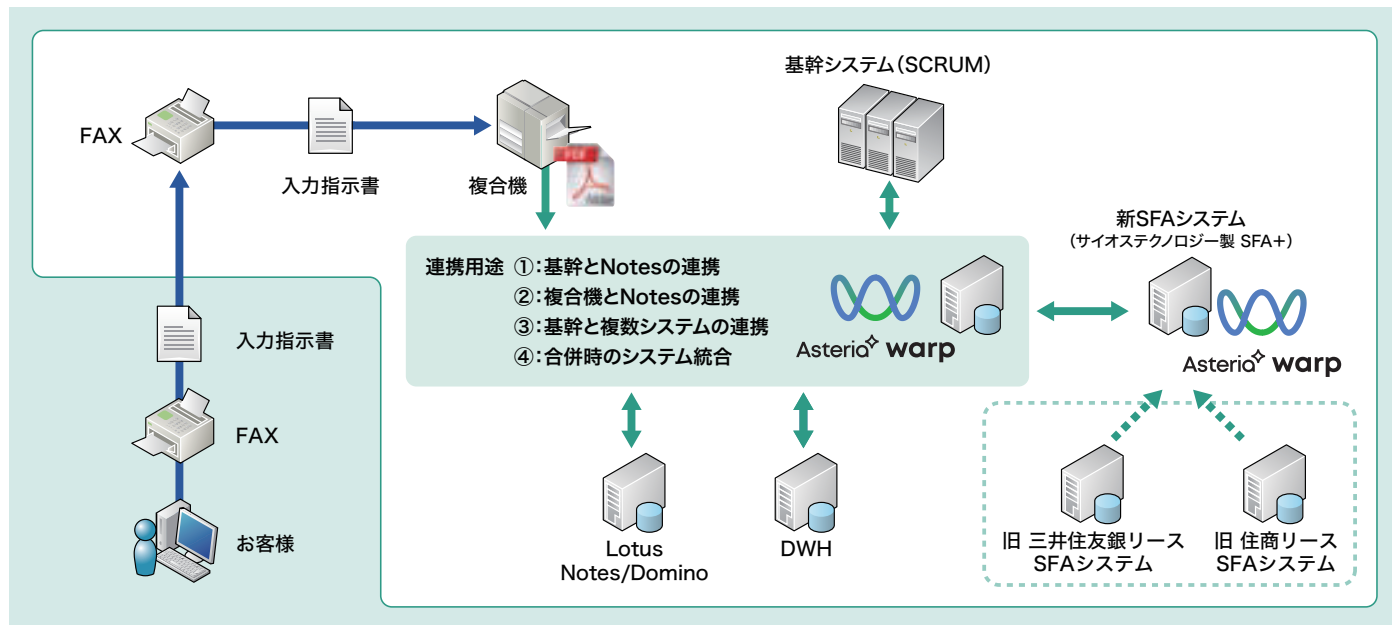 基幹システム（SCRUM）
FAX
入力指示書
複合機
PDF
Adobe
新SFAシステム
（サイオステクノロジー製 SFA+）
連携用途 ①：基幹とNotesの連携
②：複合機とNotesの連携
③：基幹と複数システムの連携
④：合併時のシステム統合
Asteria warp
Asteria warp
入力指示書
FAX
お客様
Lotus
Notes/Domino
DWH
旧 三井住友銀リース
SFAシステム
旧 住商リース
SFAシステム